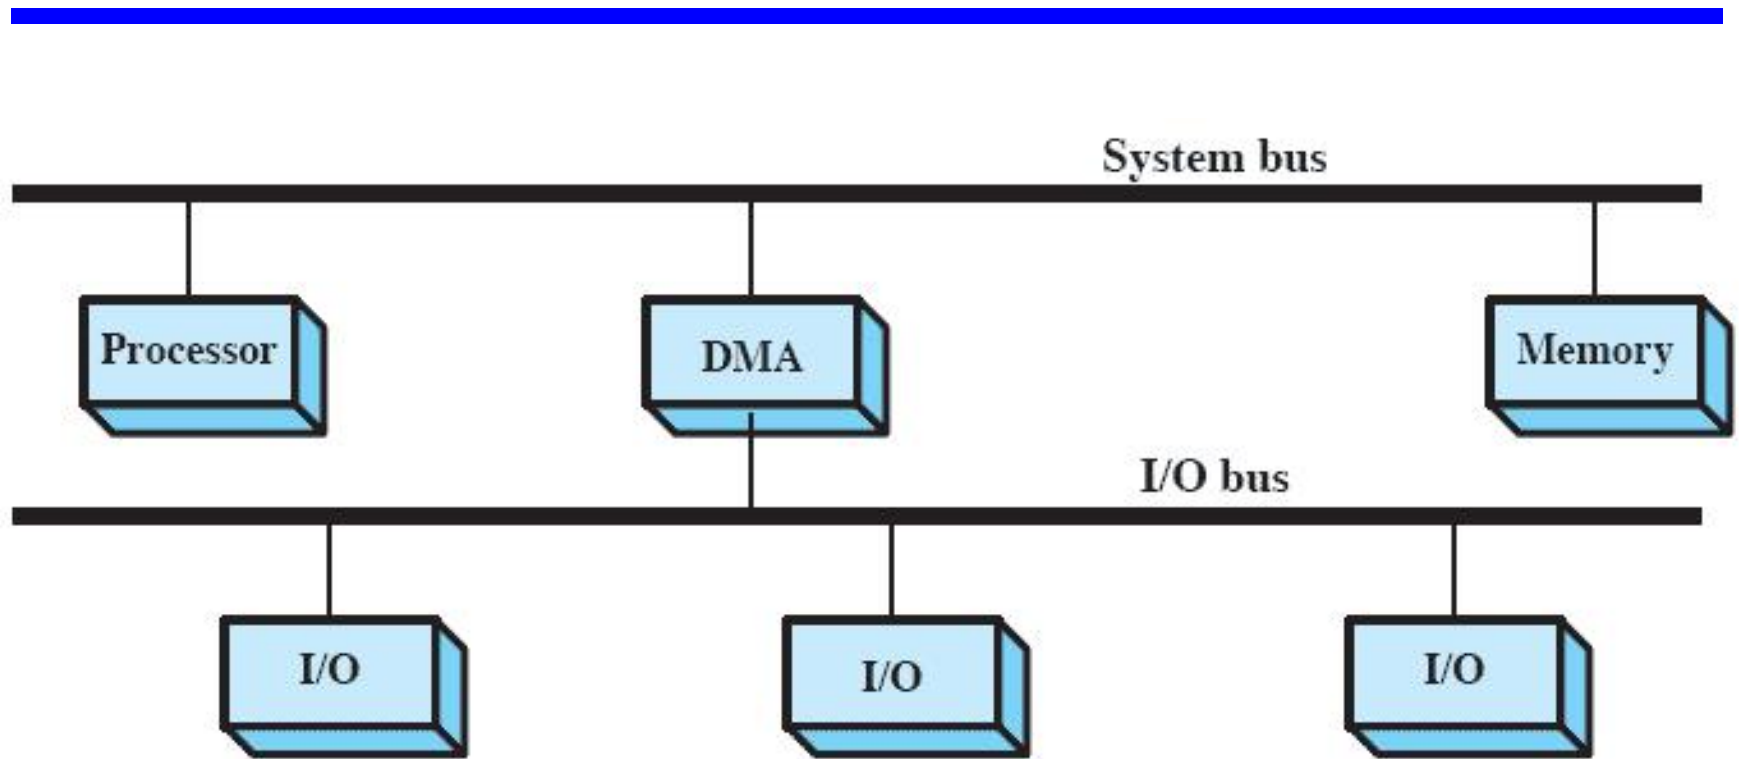 System bus
Processor
DMA
Memory
I/O bus
I/O
I/O
I/O